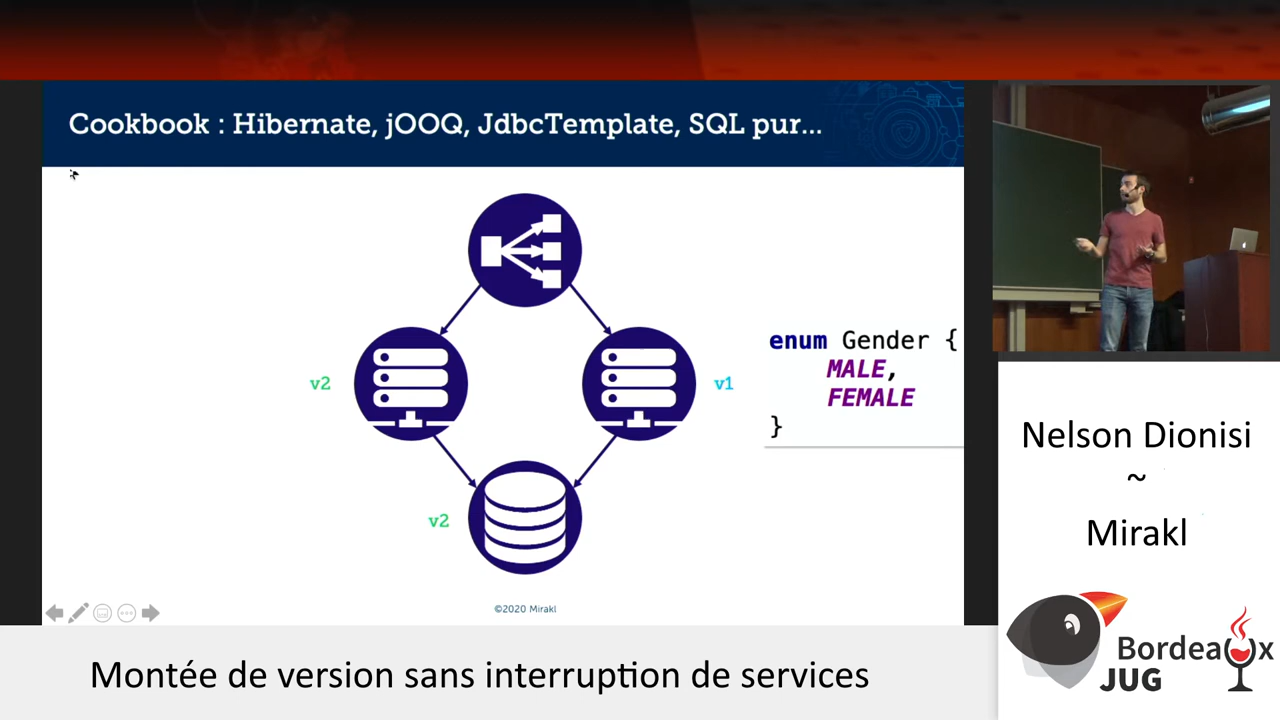 Cookbook : Hibernate, jOOQ, JdbcTemplate, SQL pur...
v2
v1
enum Gender {
MALE,
FEMALE
}
v2
©2020 Mirakl
Nelson Dionisi
~
Mirakl
Bordeaux
JUG
Montée de version sans interruption de services